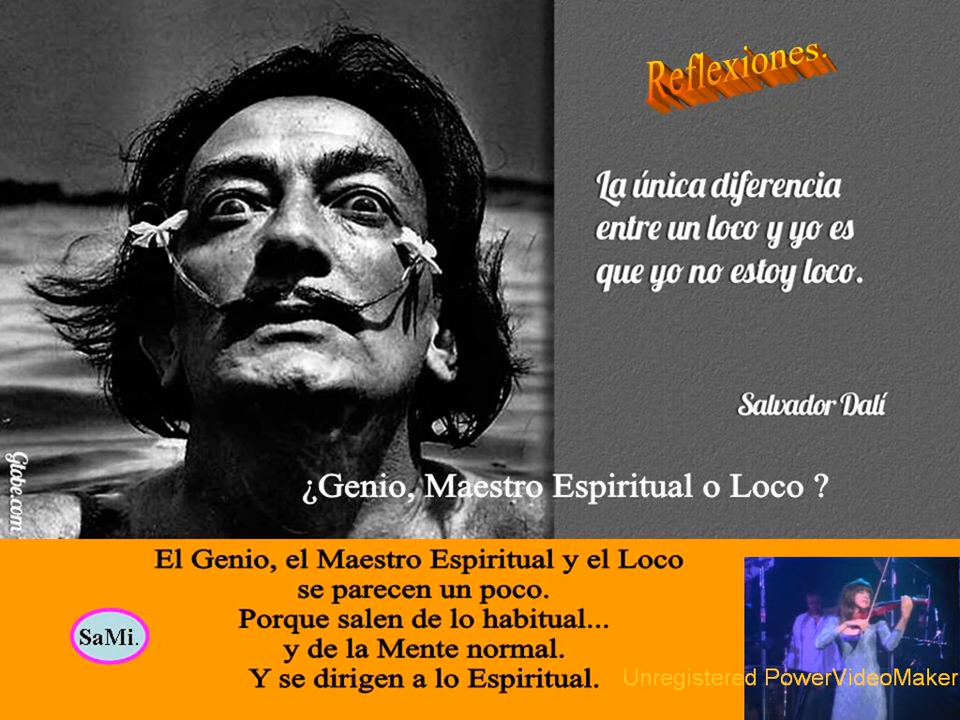 Reflexiones.
La única diferencia
entre un loco y yo es
que yo no estoy loco.
Salvador Dalí
Globe.com
¿Genio, Maestro Espiritual o Loco ?
El Genio, el Maestro Espiritual y el Loco
se parecen un poco.
Porque salen de lo habitual...
y de la Mente normal.
Y se dirigen a lo Espiritual.
SaMi.
Unregistered PowerVideoMaker